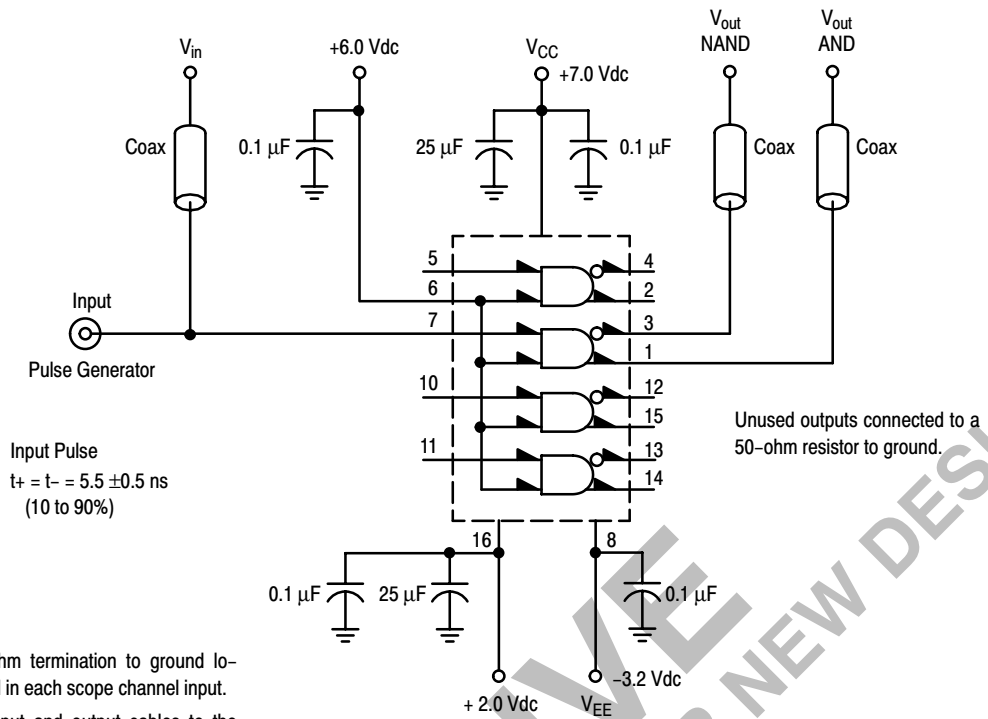 Vin
+6.0 Vdc
VCC
+7.0 Vdc
Vout
NAND
Vout
AND
Coax
0.1 μF
25 μF
0.1 μF
Coax
Coax
5
4
6
2
Input
7
3
1
Pulse Generator
10
12
15
11
13
14
Unused outputs connected to a
50–ohm resistor to ground.
Input Pulse
t+ = t– = 5.5 ±0.5 ns
(10 to 90%)
16
8
0.1 μF
25 μF
0.1 μF
termination to ground lo–
in each scope channel input.
and output cables to the
+ 2.0 Vdc
–3.2 Vdc
VEE
NEW